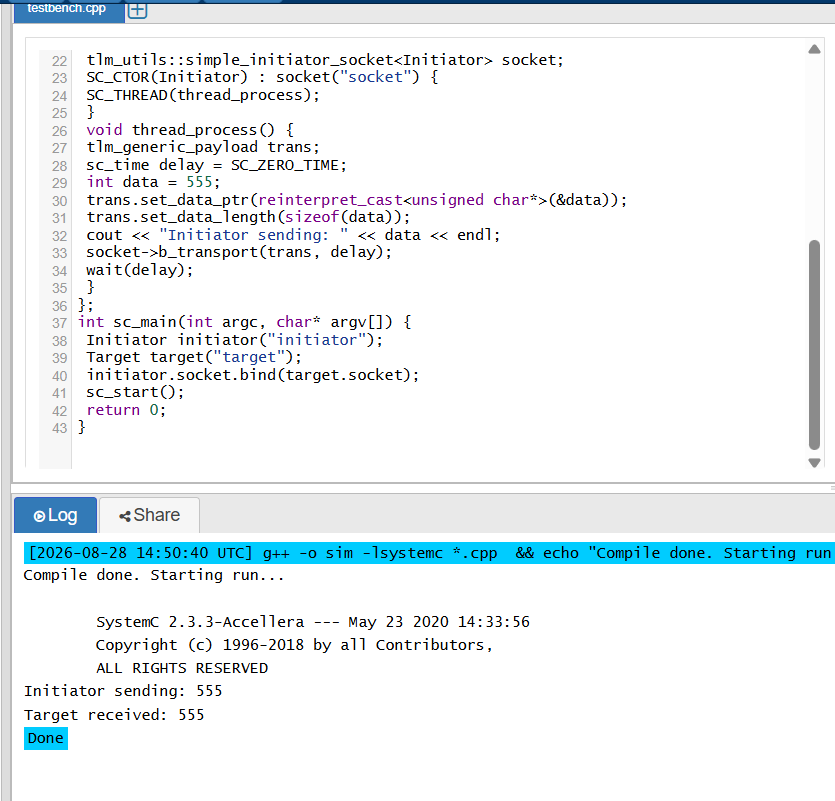 testbench.cpp
22 tlm_utils::simple_initiator_socket<Initiator> socket;
23 SC_CTOR(Initiator) : socket("socket") {
24 SC_THREAD(thread_process);
25 }
26 void thread_process() {
27 tlm_generic_payload trans;
28 sc_time delay = SC_ZERO_TIME;
29 int data = 555;
30 trans.set_data_ptr(reinterpret_cast<unsigned char*>(&data));
31 trans.set_data_length(sizeof(data));
32 cout << "Initiator sending: " << data << endl;
33 socket->b_transport(trans, delay);
34 wait(delay);
35 }
36 };
37 int sc_main(int argc, char* argv[]) {
38 Initiator initiator("initiator");
39 Target target("target");
40 initiator.socket.bind(target.socket);
41 sc_start();
42 return 0;
43 }
Log Share
[2026-08-28 14:50:40 UTC] g++ -o sim -lsystemc *.cpp  && echo "Compile done. Starting run
Compile done. Starting run...
SystemC 2.3.3-Accellera --- May 23 2020 14:33:56
Copyright (c) 1996-2018 by all Contributors,
ALL RIGHTS RESERVED
Initiator sending: 555
Target received: 555
Done